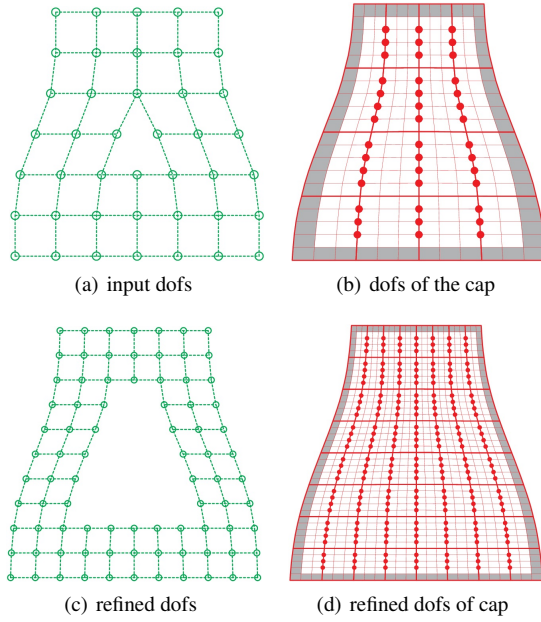 (a) input dofs
(b) dofs of the cap
(c) refined dofs
(d) refined dofs of cap